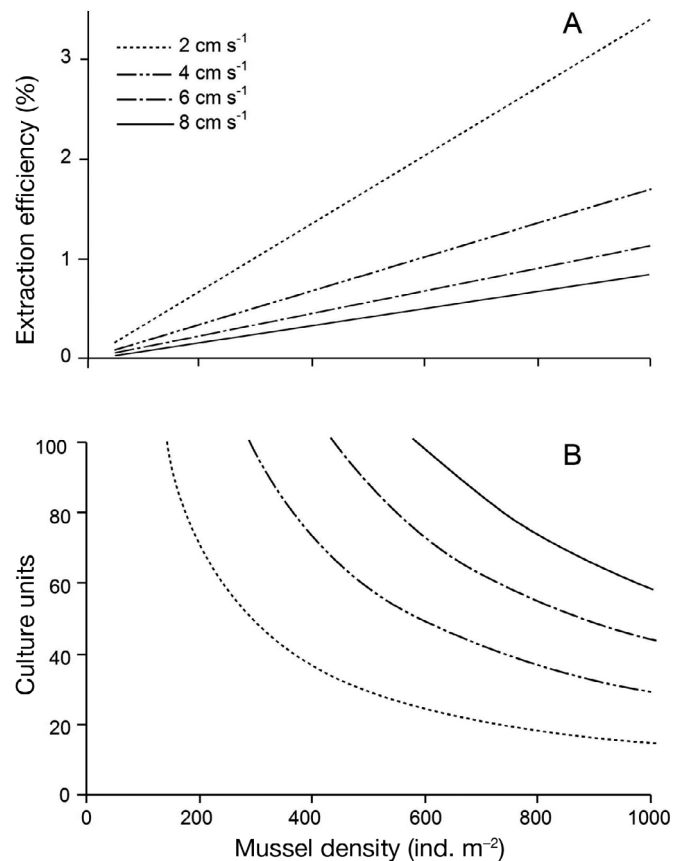 A
3
2 cm s⁻¹
4 cm s⁻¹
6 cm s⁻¹
8 cm s⁻¹
2
1
0
Extraction efficiency (%)
B
100
80
60
40
20
0
Culture units
0 200 400 600 800 1000
Mussel density (ind. m⁻²)